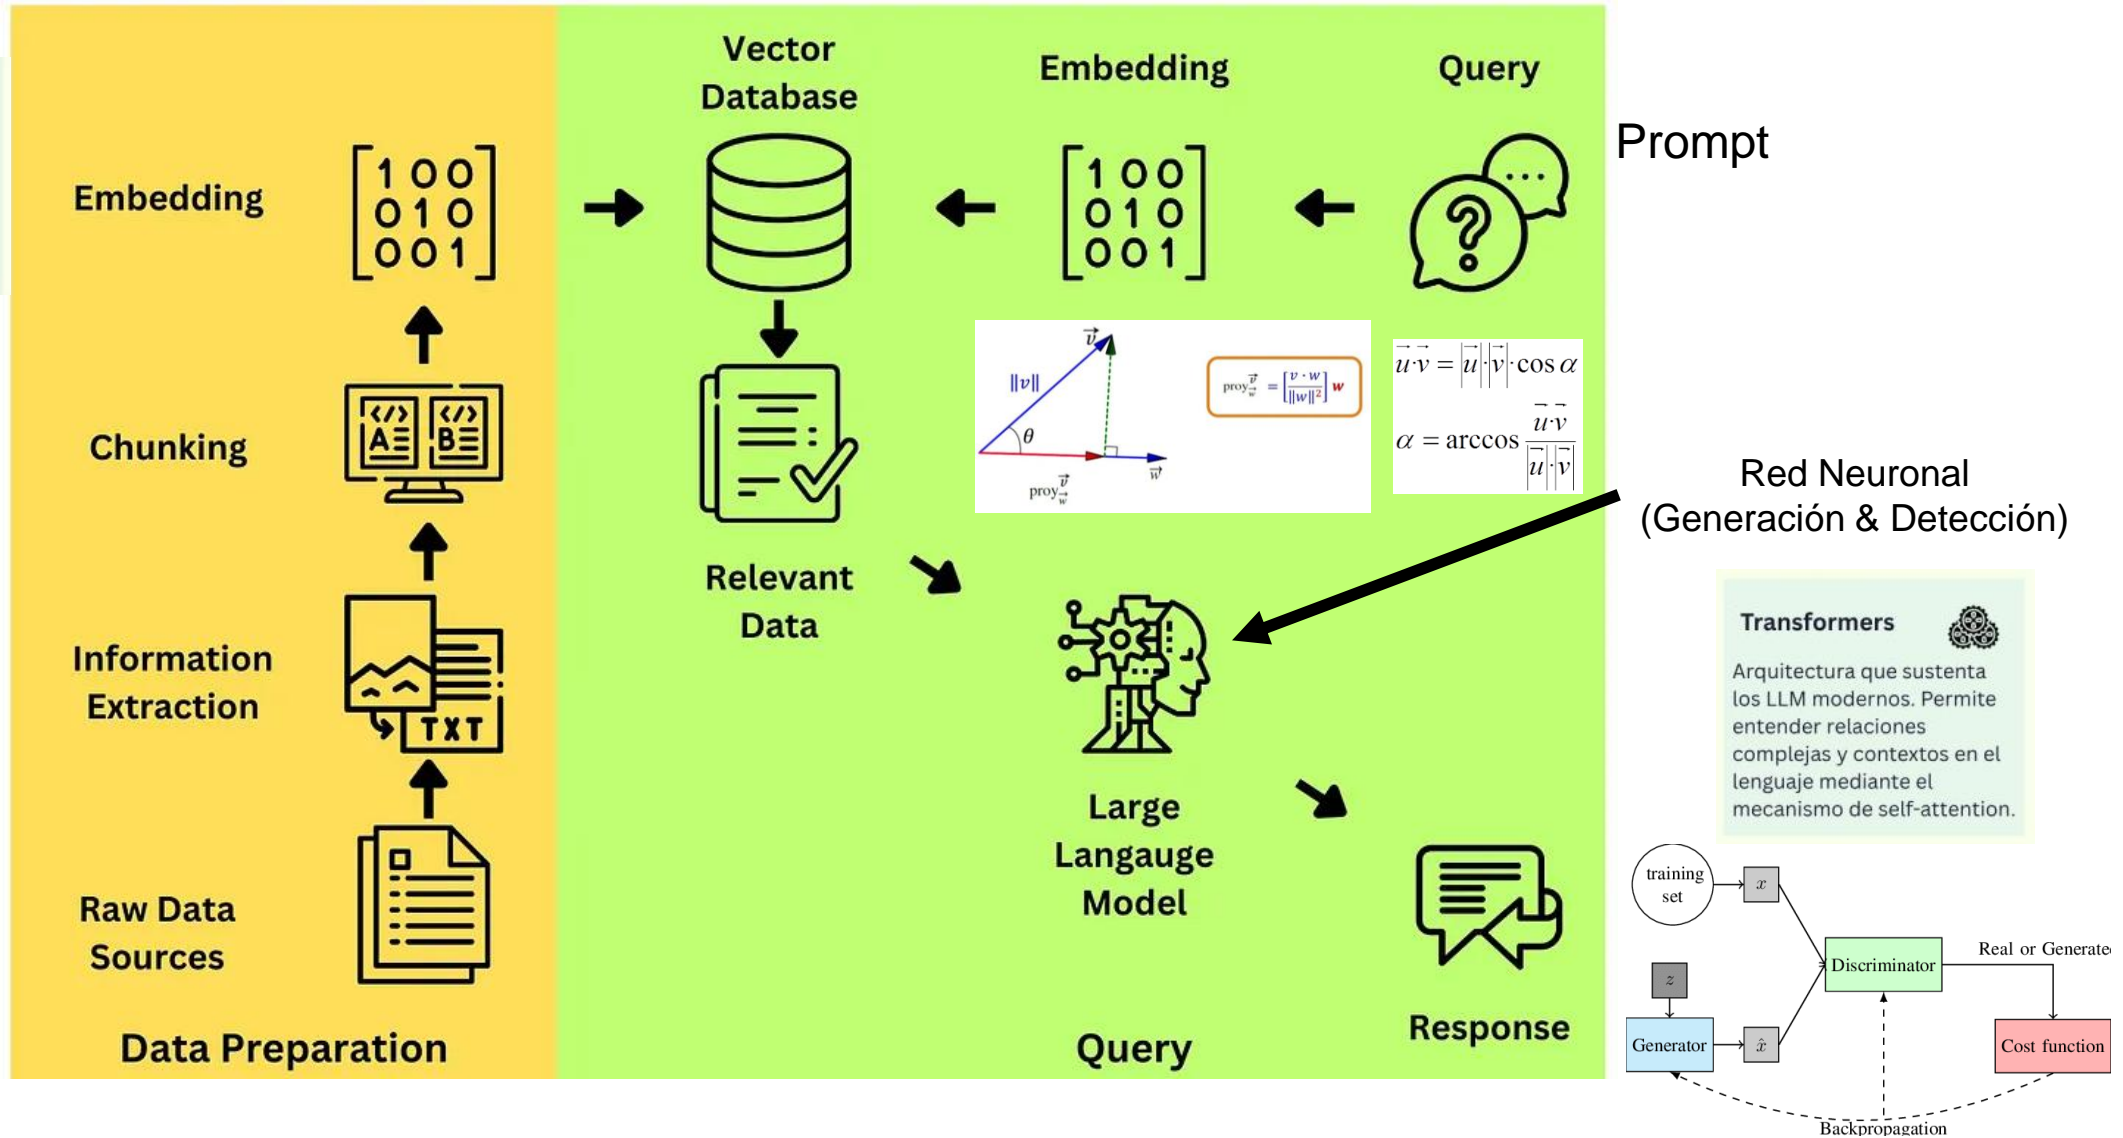 Vector
Database
Embedding
Query
Prompt
Embedding
1 0 0
0 1 0
0 0 1
1 0 0
0 1 0
0 0 1
?
Chunking
</> </>
A B
Information
Extraction
TXT
Raw Data
Sources
Data Preparation
Relevant
Data
v⃗
‖v‖
θ
proy_w⃗^v⃗
w⃗
proy_w⃗^v⃗ = [v · w / ‖w‖²] w
u⃗·v⃗ = |u⃗|·|v⃗|·cos α
α = arccos u⃗·v⃗ / |u⃗|·|v⃗|
Large
Langauge
Model
Query
Response
Red Neuronal
(Generación & Detección)
Transformers
Arquitectura que sustenta
los LLM modernos. Permite
entender relaciones
complejas y contextos en el
lenguaje mediante el
mecanismo de self-attention.
training
set
x
z
Generator
x̂
Discriminator
Real or Generated
Cost function
Backpropagation